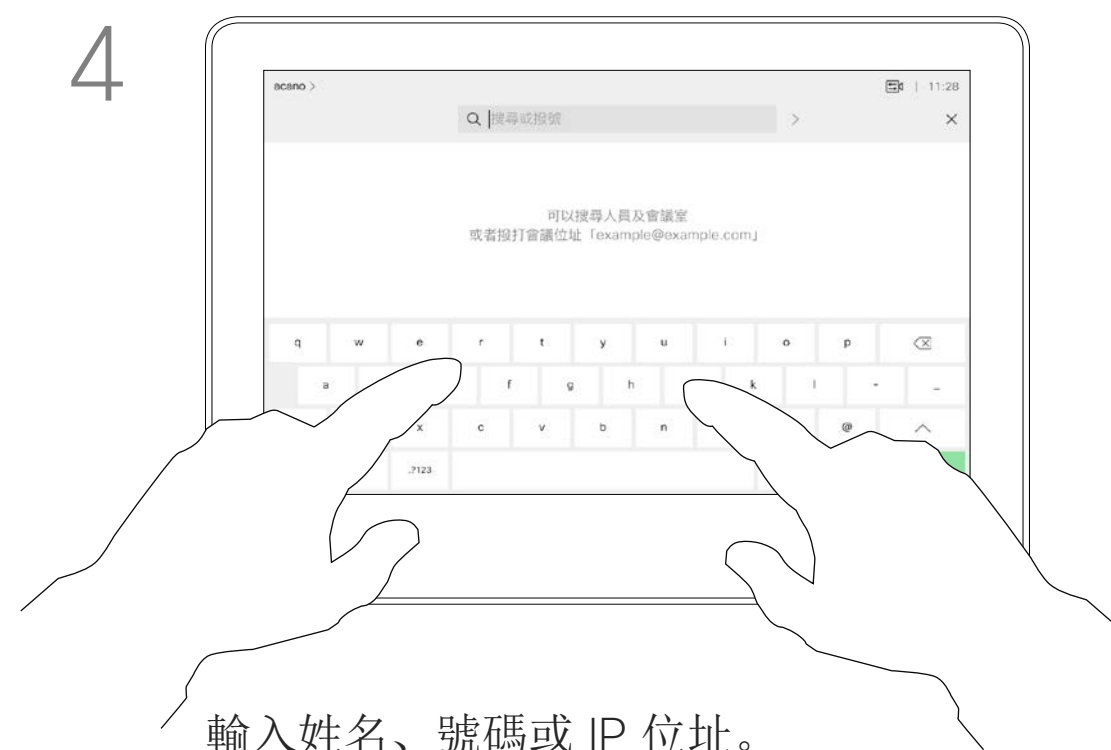 4
acano >
11:28
搜尋或撥號
可以搜尋人員及會議室
或者撥打會議位址「example@example.com」
q w e r t y u i o p
a f g h k l - _
x c v b n @
.?123
輸入姓名、號碼或 IP 位址。